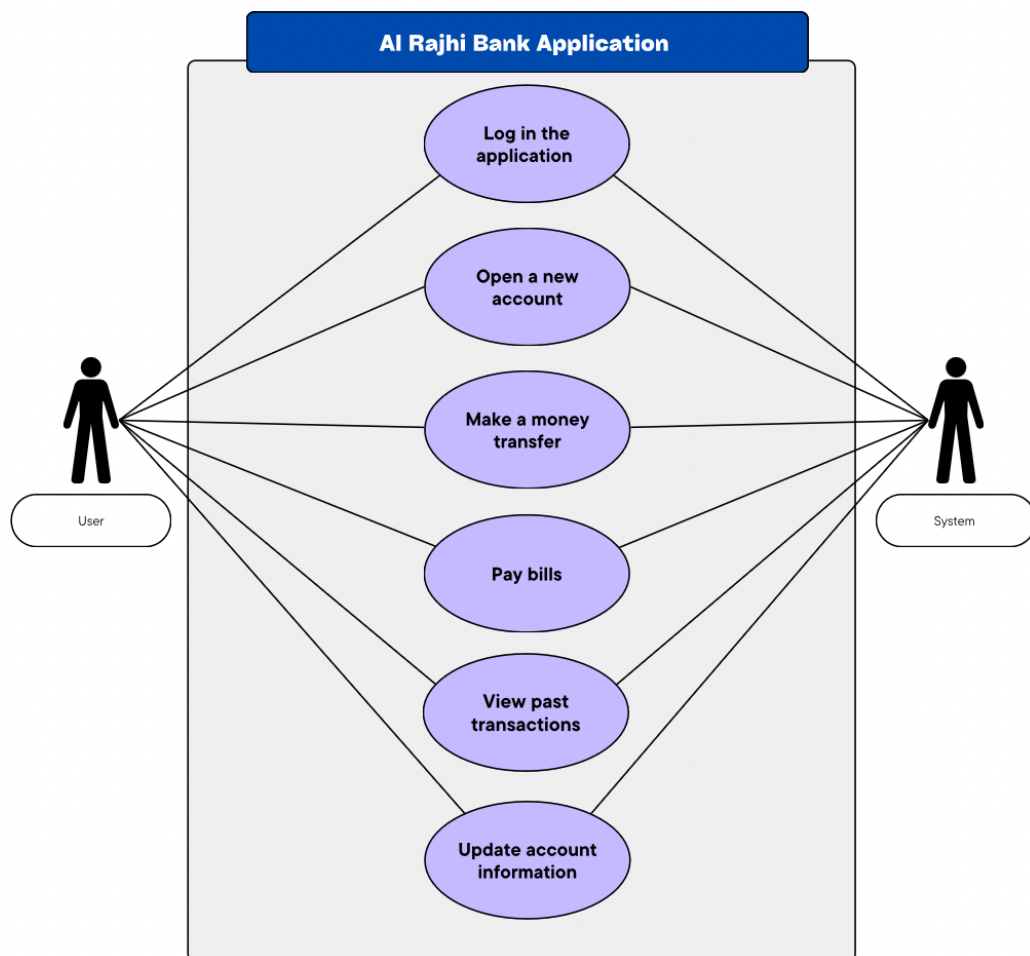 Al Rajhi Bank Application
Log in the
application
Open a new
account
Make a money
transfer
User
System
Pay bills
View past
transactions
Update account
information